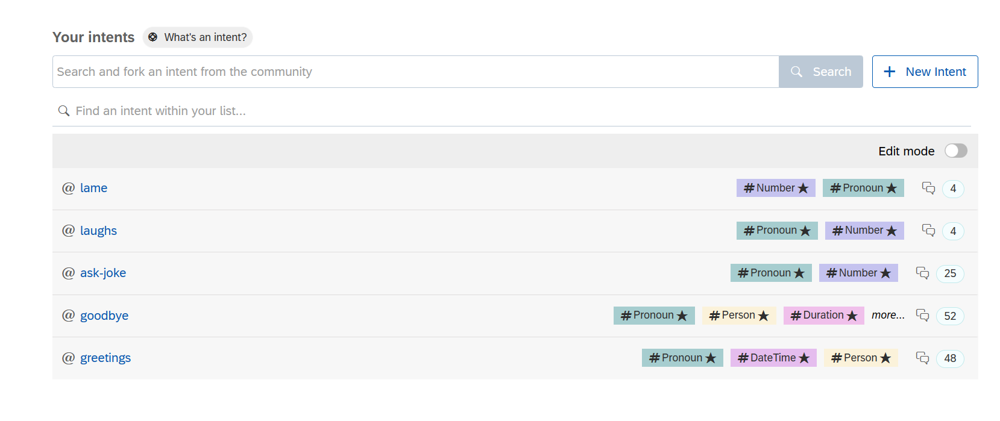 Your intents What's an intent?
Search and fork an intent from the community Search + New Intent
Find an intent within your list...
Edit mode
@ lame #Number★ #Pronoun★ 4
@ laughs #Pronoun★ #Number★ 4
@ ask-joke #Pronoun★ #Number★ 25
@ goodbye #Pronoun★ #Person★ #Duration★ more... 52
@ greetings #Pronoun★ #DateTime★ #Person★ 48